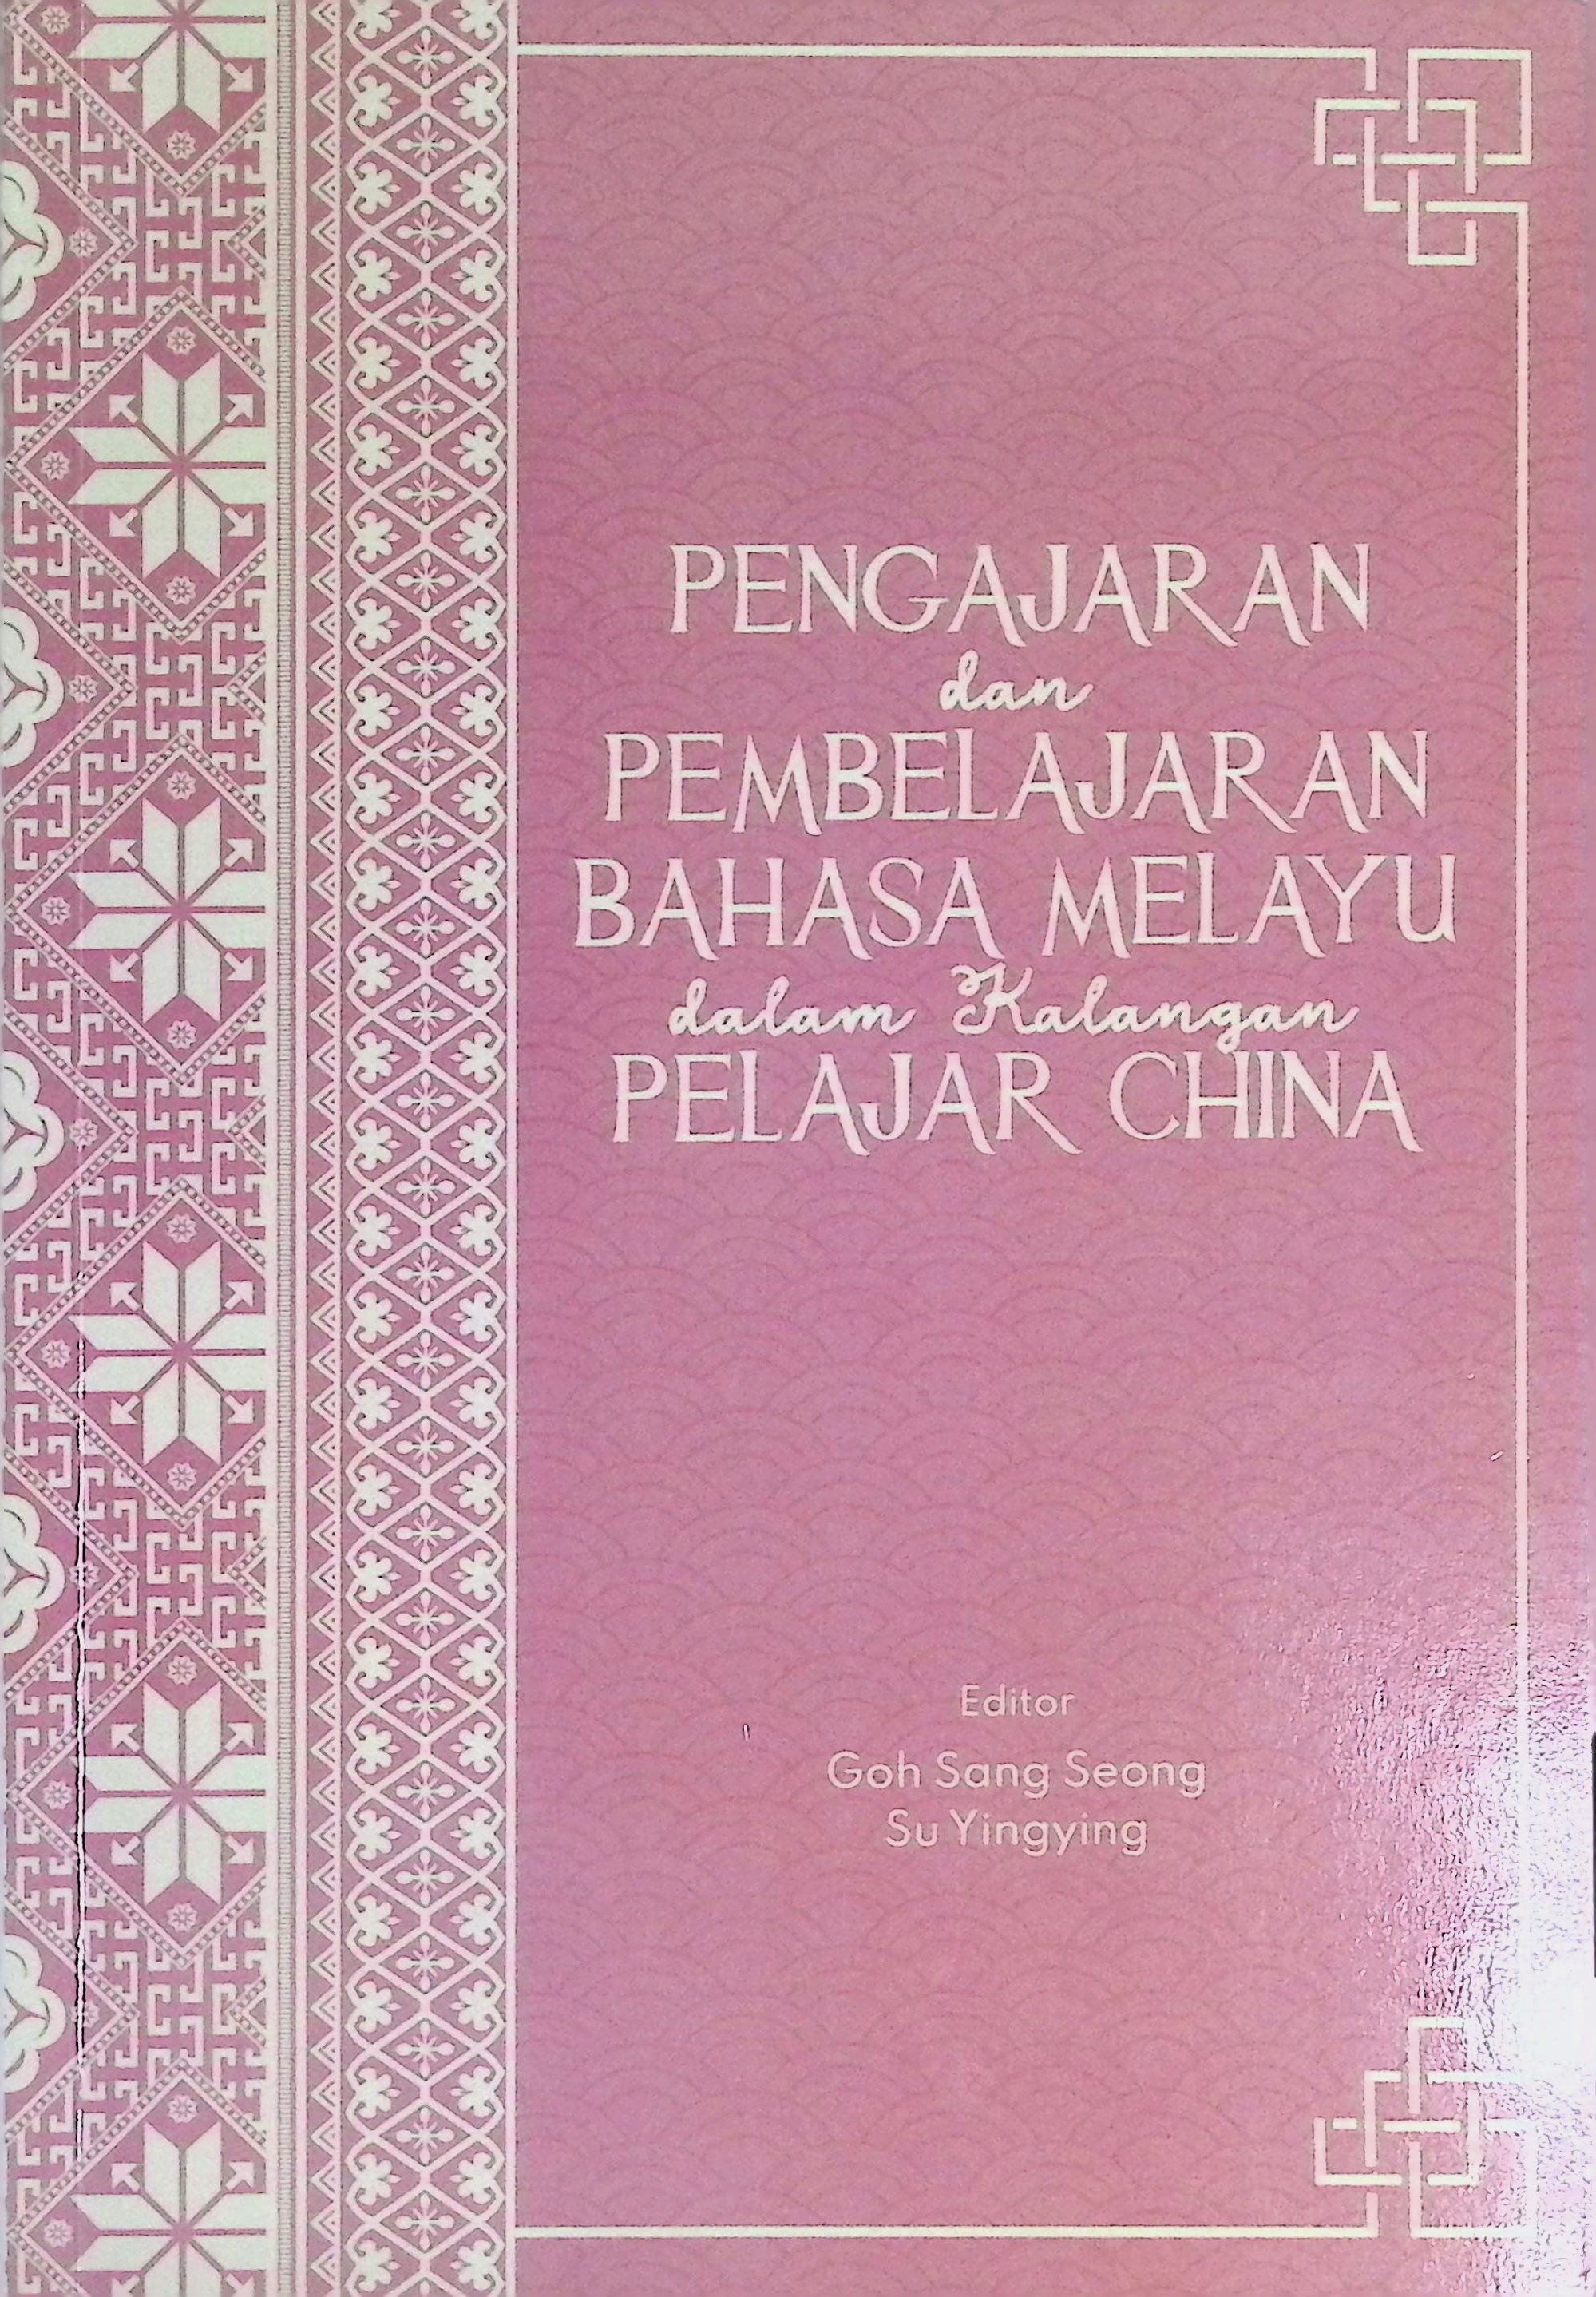 PENGAJARAN
dan
PEMBELAJARAN
BAHASA MELAYU
dalam Kalangan
PELAJAR CHINA
Editor
Goh Sang Seong
Su Yingying